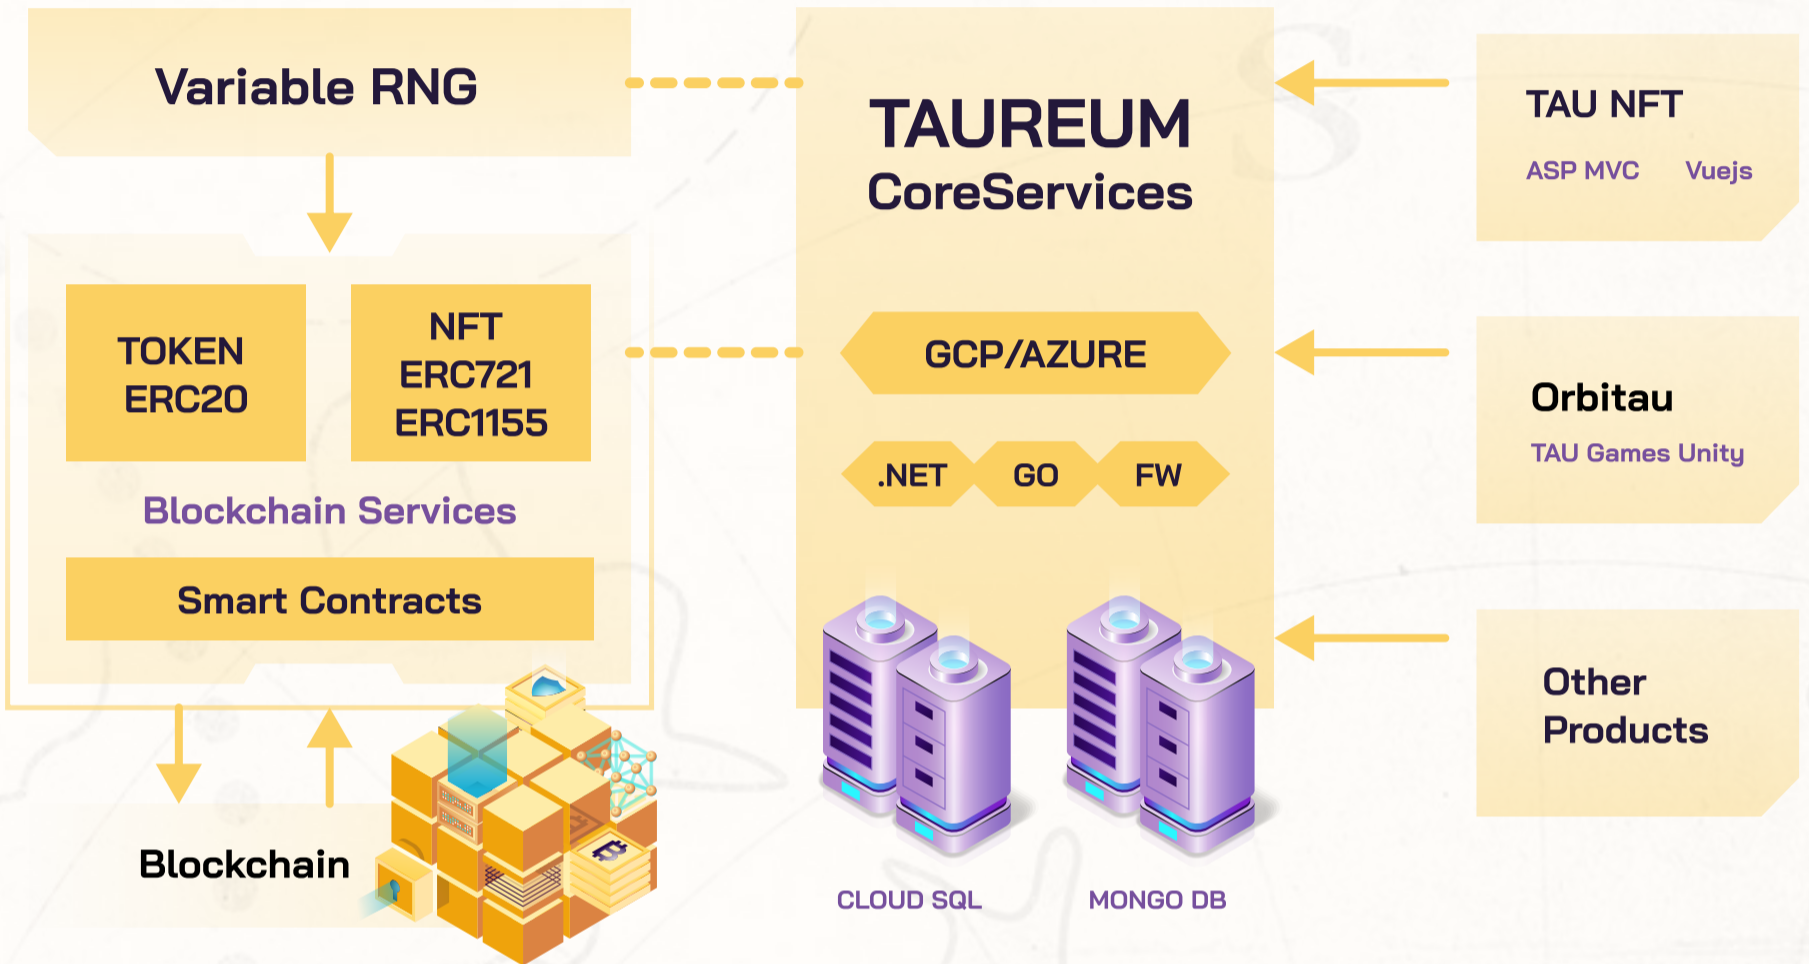 Variable RNG
TOKEN
ERC20
NFT
ERC721
ERC1155
Blockchain Services
Smart Contracts
Blockchain
TAUREUM
CoreServices
GCP/AZURE
.NET GO FW
CLOUD SQL MONGO DB
TAU NFT
ASP MVC Vuejs
Orbitau
TAU Games Unity
Other
Products